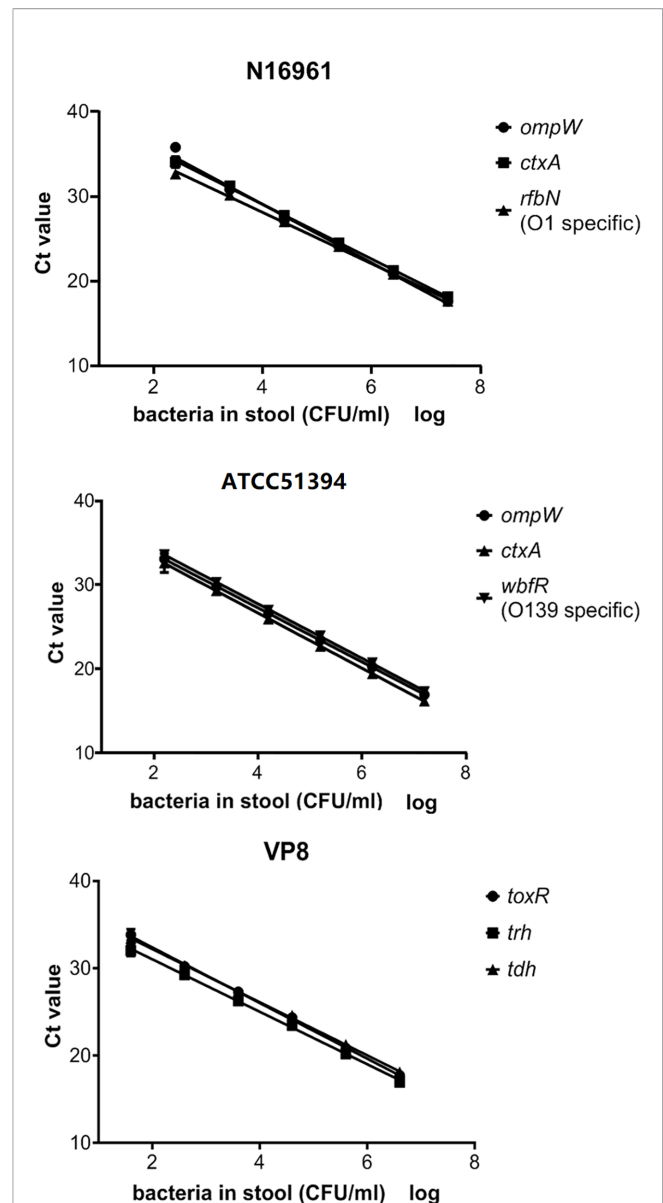 N16961
40
30
20
10
Ct value
2 4 6 8
bacteria in stool (CFU/ml) log
ompW
ctxA
rfbN
(O1 specific)
ATCC51394
40
30
20
10
Ct value
2 4 6 8
bacteria in stool (CFU/ml) log
ompW
ctxA
wbfR
(O139 specific)
VP8
40
30
20
10
Ct value
2 4 6 8
bacteria in stool (CFU/ml) log
toxR
trh
tdh